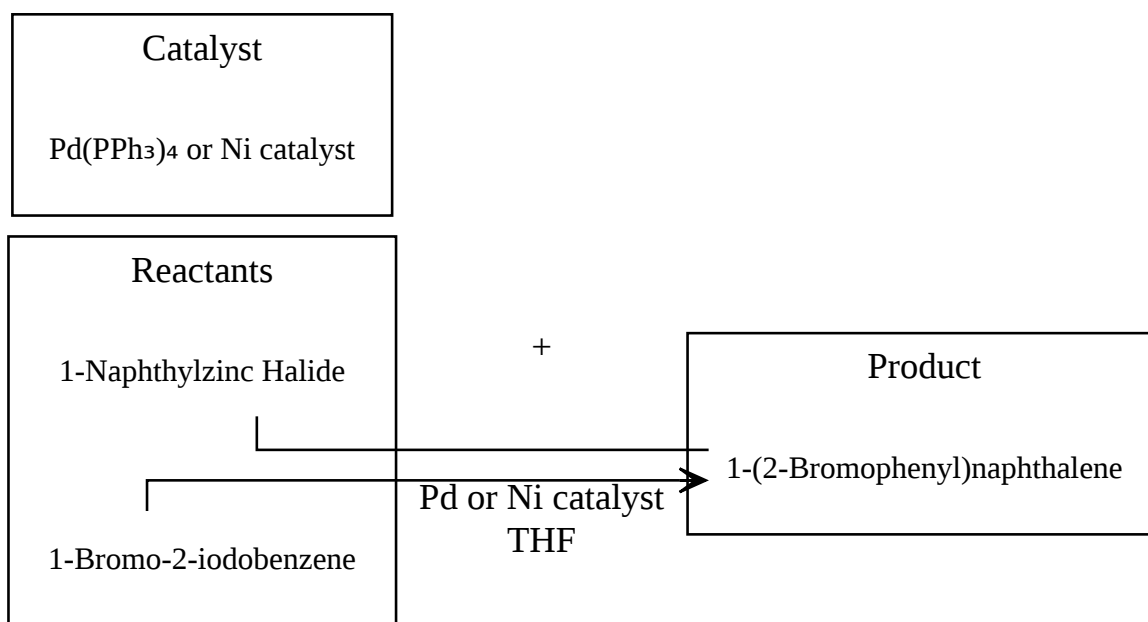 Catalyst
Pd(PPh₃)₄ or Ni catalyst
Reactants
1-Naphthylzinc Halide
1-Bromo-2-iodobenzene
+
Pd or Ni catalyst
THF
Product
1-(2-Bromophenyl)naphthalene